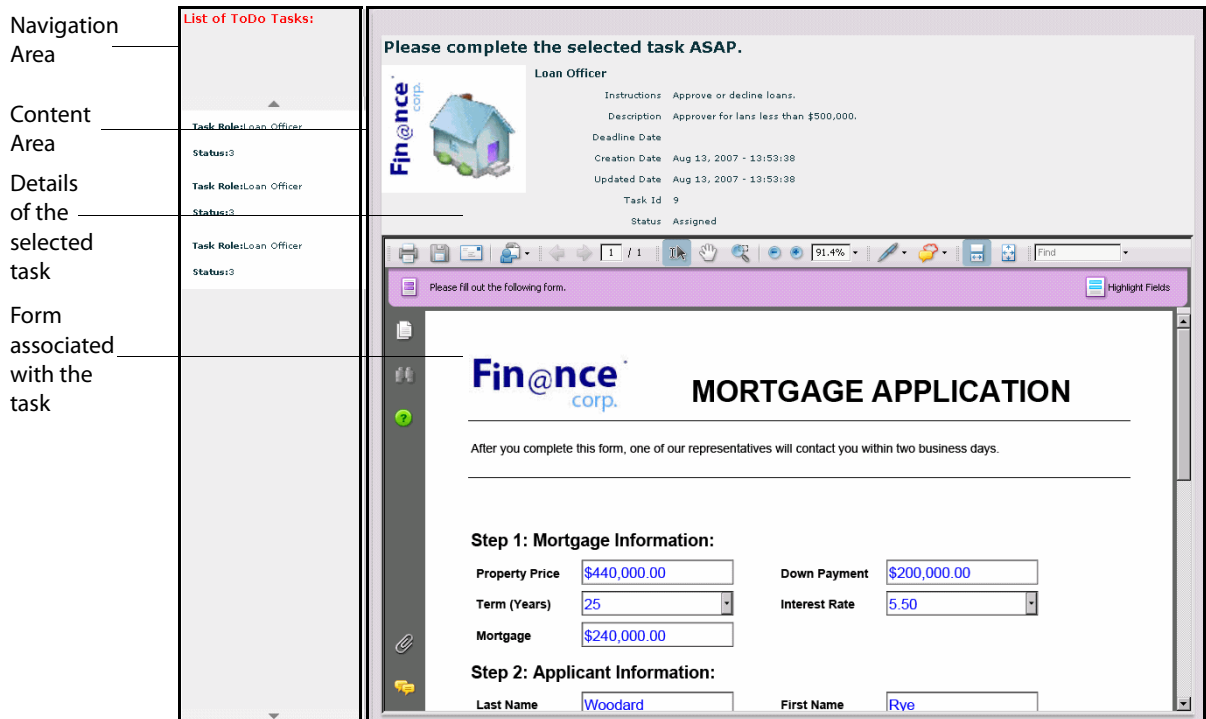 Navigation
Area
Content
Area
Details
of the
selected
task
Form
associated
with the
task
List of ToDo Tasks:
Task Role:Loan Officer
Status:3
Task Role:Loan Officer
Status:3
Task Role:Loan Officer
Status:3
Please complete the selected task ASAP.
Fin@nce
corp.
Loan Officer
Instructions Approve or decline loans.
Description Approver for lans less than $500,000.
Deadline Date
Creation Date Aug 13, 2007 - 13:53:38
Updated Date Aug 13, 2007 - 13:53:38
Task Id 9
Status Assigned
1 / 1 91.4% Find
Please fill out the following form. Highlight Fields
Fin@nce
corp.
MORTGAGE APPLICATION
After you complete this form, one of our representatives will contact you within two business days.
Step 1: Mortgage Information:
Property Price $440,000.00 Down Payment $200,000.00
Term (Years) 25 Interest Rate 5.50
Mortgage $240,000.00
Step 2: Applicant Information:
Last Name Woodard First Name Rye